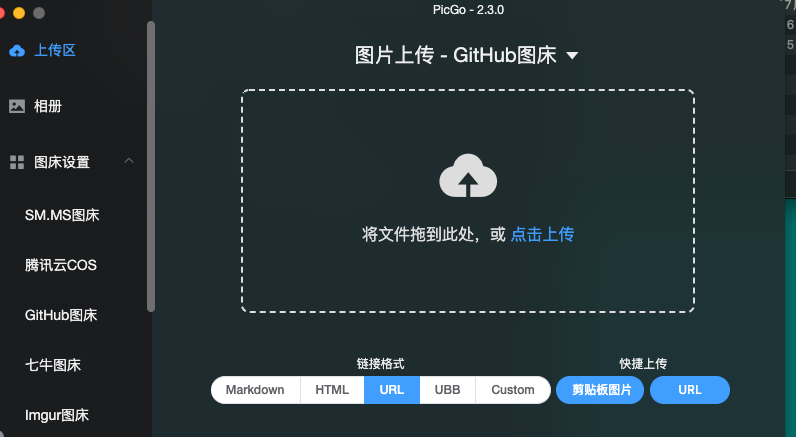 PicGo - 2.3.0
上传区
相册
图床设置
SM.MS图床
腾讯云COS
GitHub图床
七牛图床
Imgur图床
图片上传 - GitHub图床
将文件拖到此处，或 点击上传
链接格式
快捷上传
Markdown HTML URL UBB Custom
剪贴板图片 URL
6
5